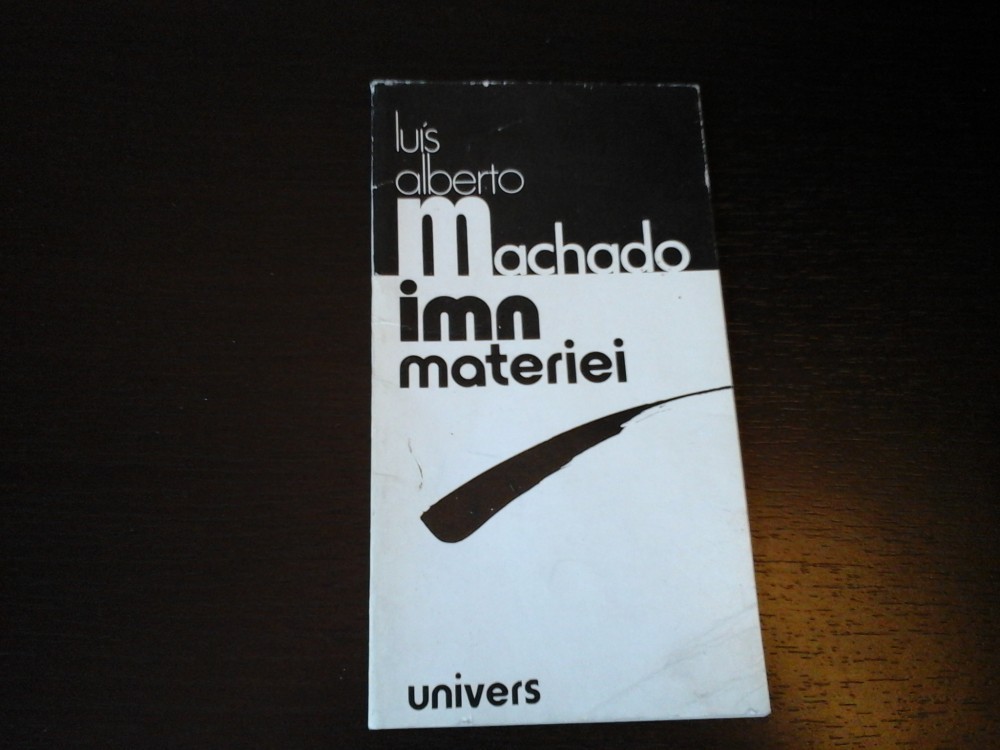 luís
alberto
Machado
imn
materiei
univers